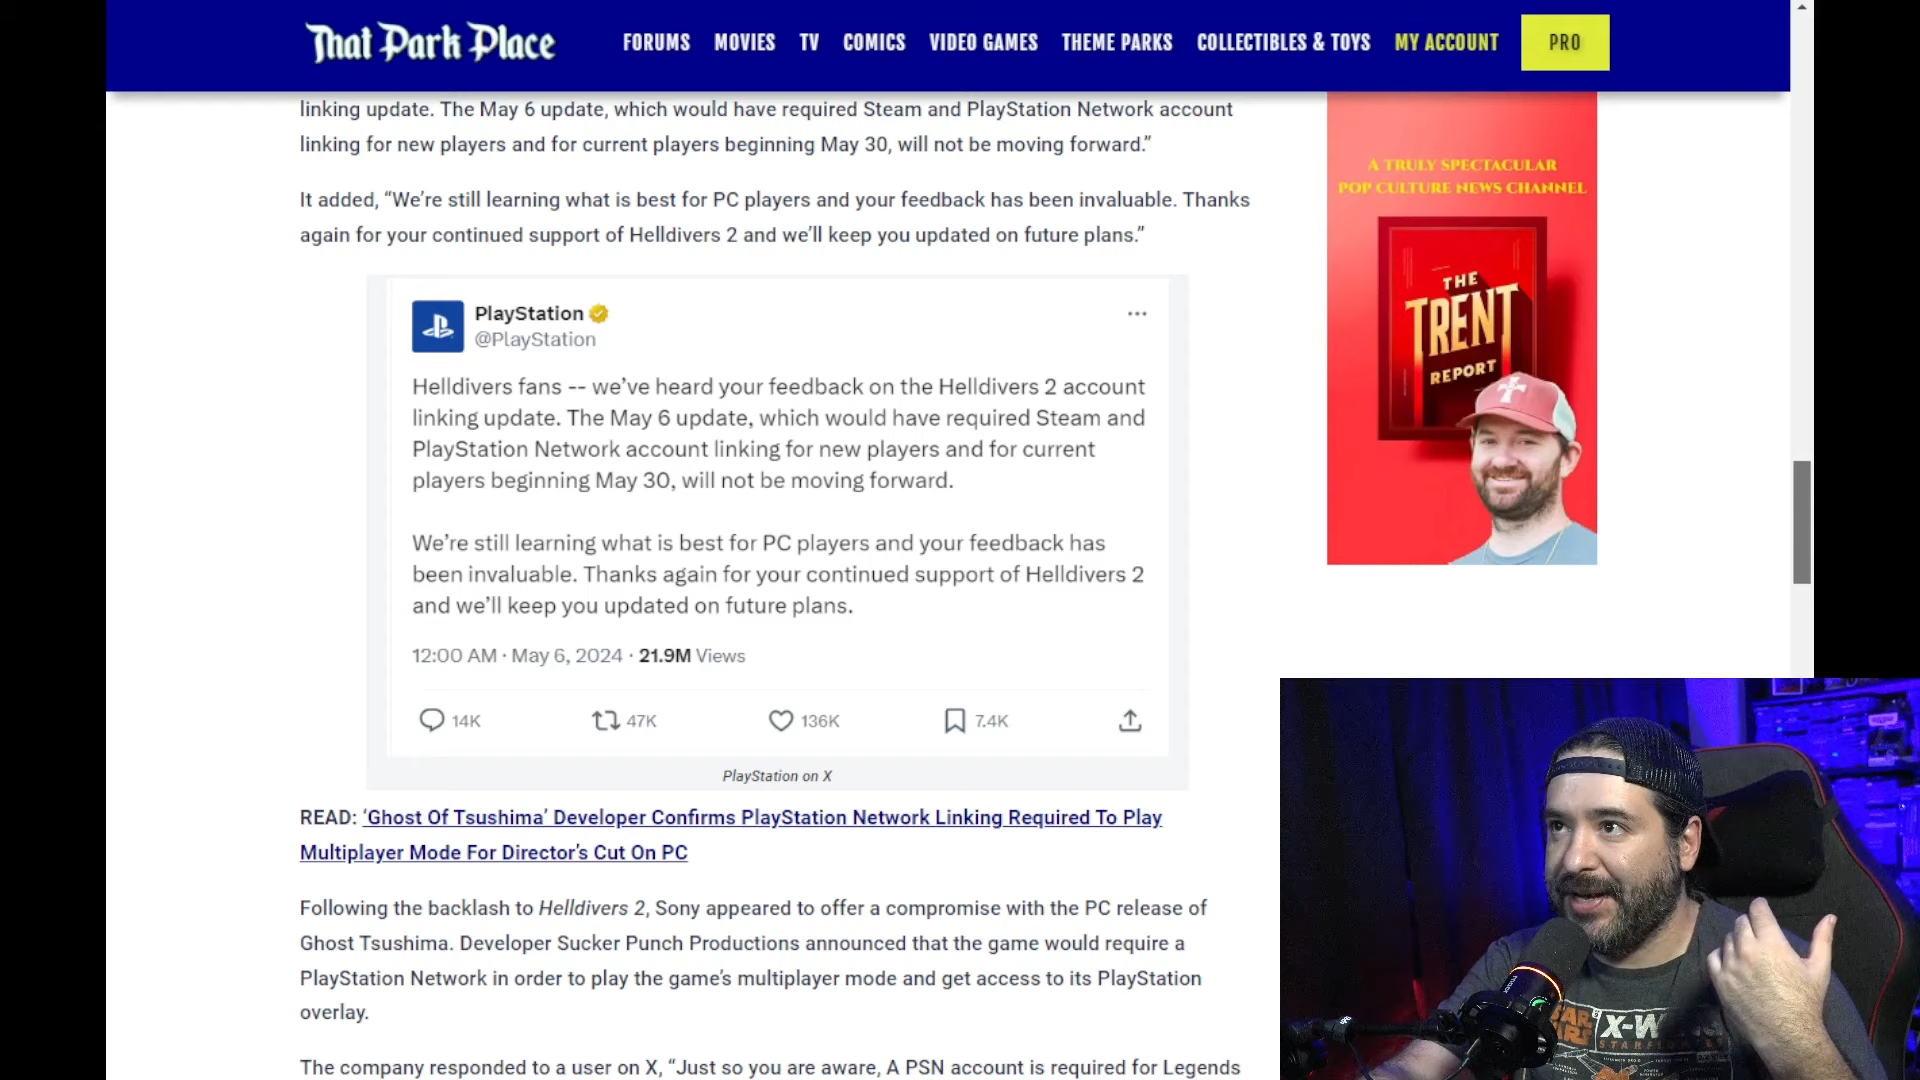 That Park Place
FORUMS MOVIES TV COMICS VIDEO GAMES THEME PARKS COLLECTIBLES & TOYS MY ACCOUNT PRO
linking update. The May 6 update, which would have required Steam and PlayStation Network account
linking for new players and for current players beginning May 30, will not be moving forward.”
It added, “We’re still learning what is best for PC players and your feedback has been invaluable. Thanks
again for your continued support of Helldivers 2 and we’ll keep you updated on future plans.”
PlayStation
@PlayStation
Helldivers fans -- we’ve heard your feedback on the Helldivers 2 account
linking update. The May 6 update, which would have required Steam and
PlayStation Network account linking for new players and for current
players beginning May 30, will not be moving forward.
We’re still learning what is best for PC players and your feedback has
been invaluable. Thanks again for your continued support of Helldivers 2
and we’ll keep you updated on future plans.
12:00 AM · May 6, 2024 · 21.9M Views
14K 47K 136K 7.4K
PlayStation on X
READ: ‘Ghost Of Tsushima’ Developer Confirms PlayStation Network Linking Required To Play
Multiplayer Mode For Director’s Cut On PC
Following the backlash to Helldivers 2, Sony appeared to offer a compromise with the PC release of
Ghost Tsushima. Developer Sucker Punch Productions announced that the game would require a
PlayStation Network in order to play the game’s multiplayer mode and get access to its PlayStation
overlay.
The company responded to a user on X, “Just so you are aware, A PSN account is required for Legends
A TRULY SPECTACULAR
POP CULTURE NEWS CHANNEL
THE
TRENT
REPORT
STAR
WARS